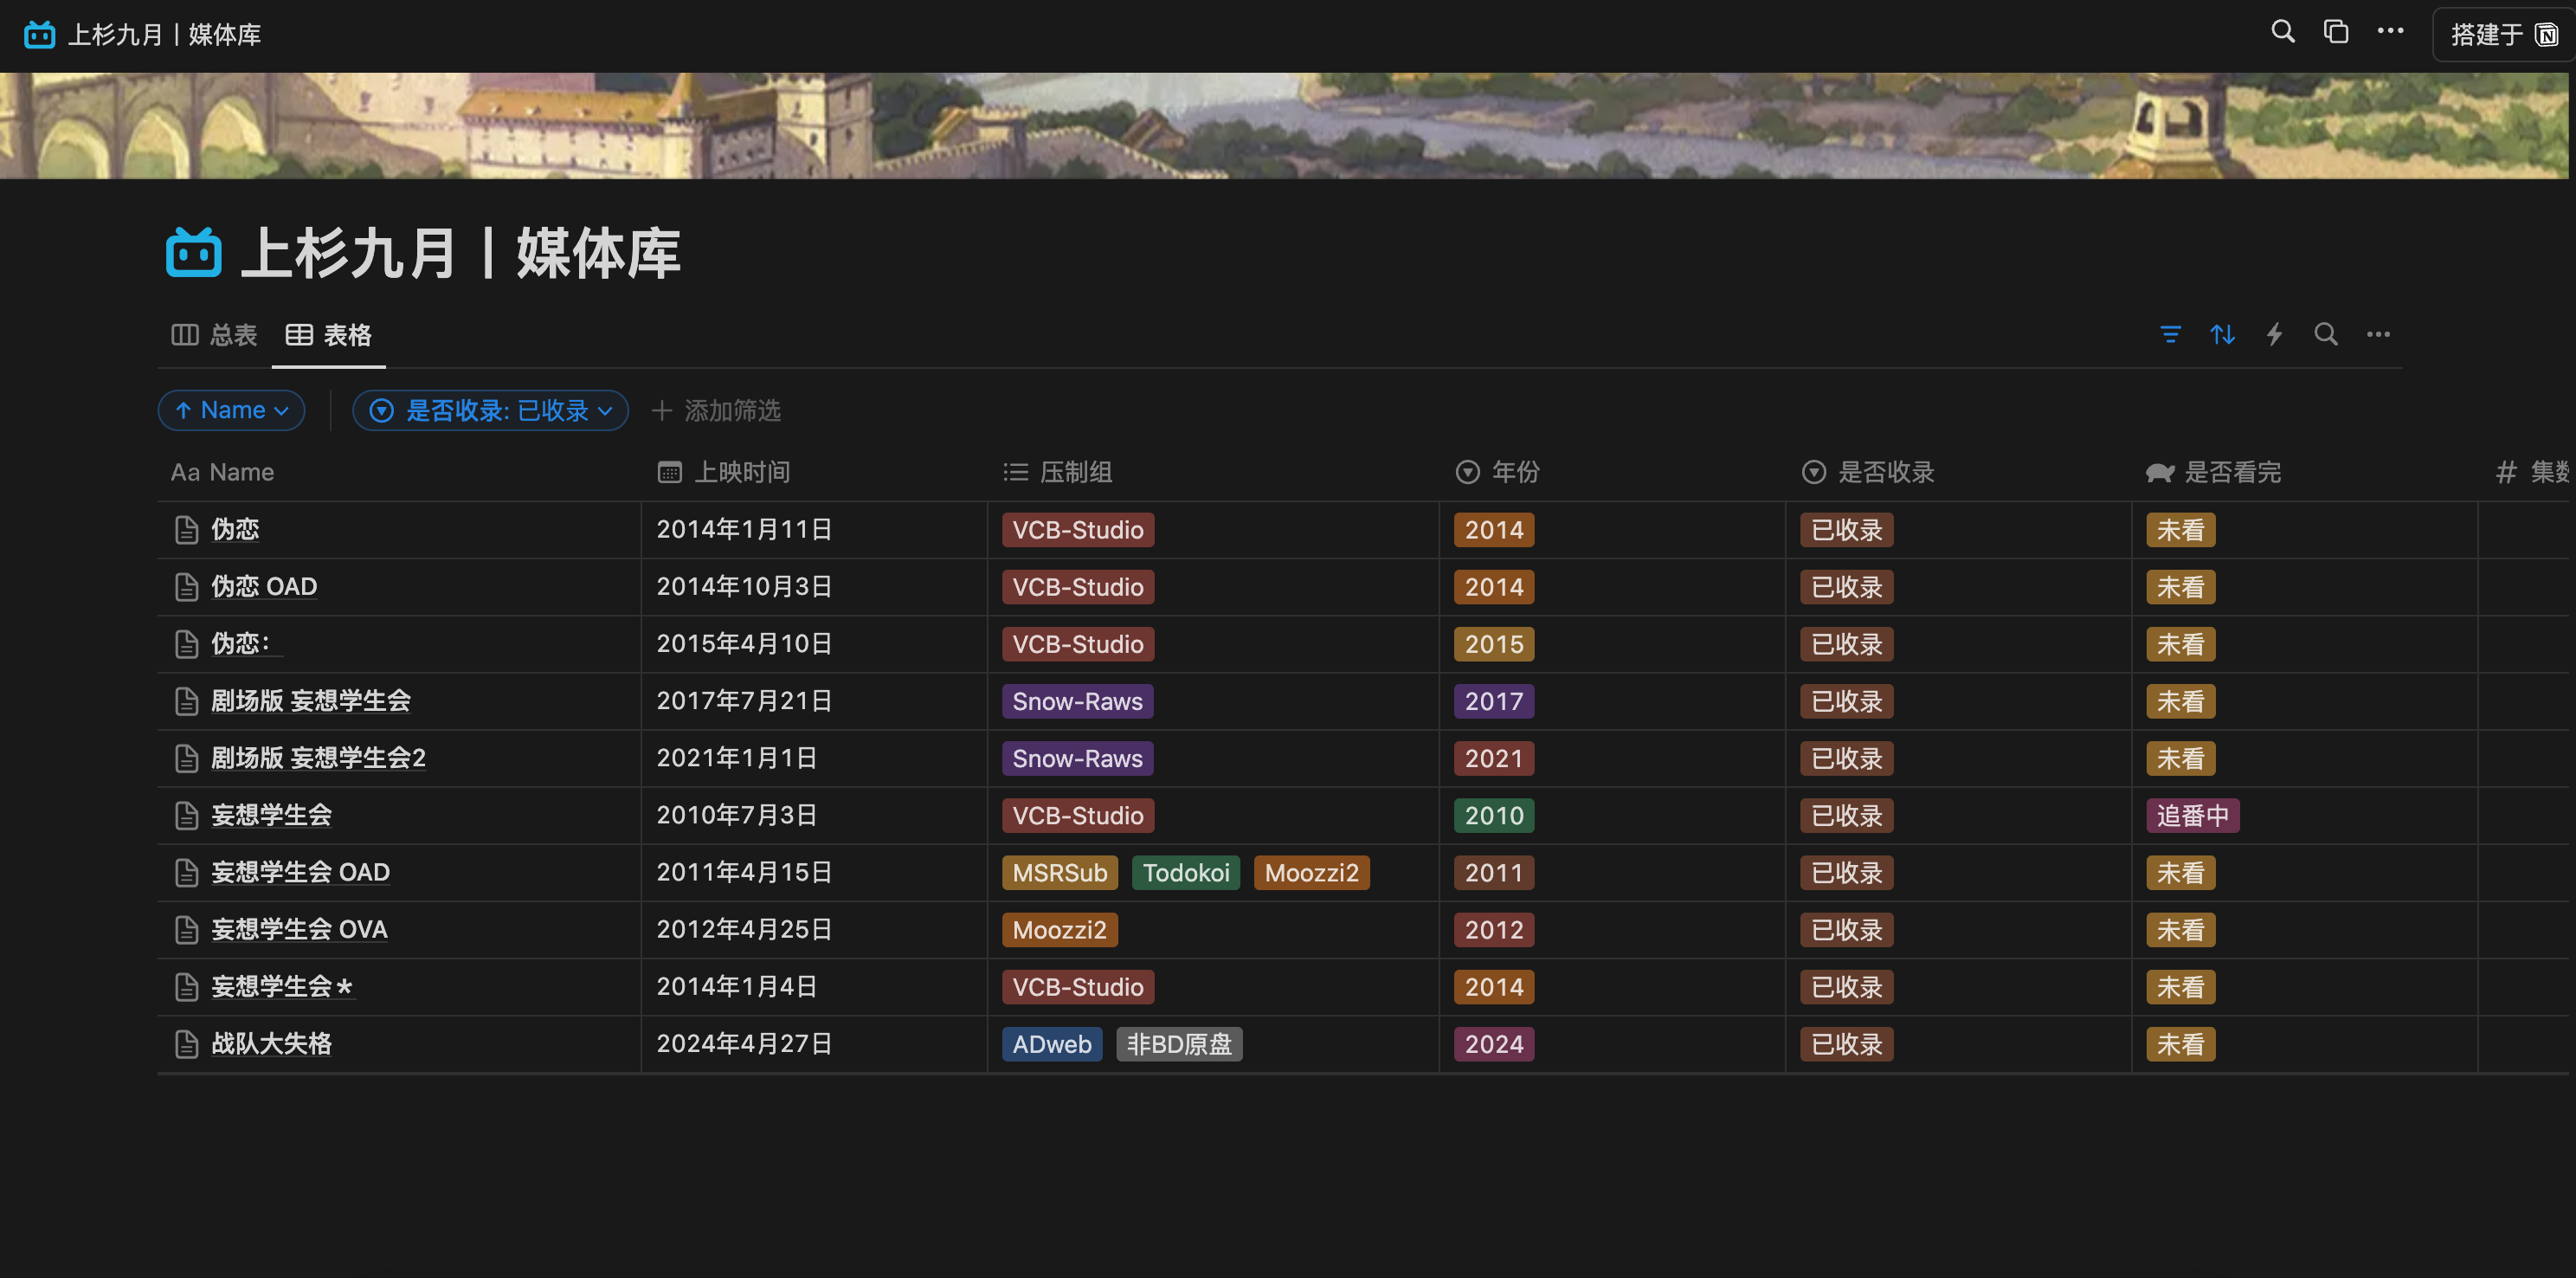 上杉九月丨媒体库
搭建于
上杉九月丨媒体库
总表 表格
Name 是否收录: 已收录 添加筛选
Aa Name 上映时间 压制组 年份 是否收录 是否看完 # 集数
伪恋 2014年1月11日 VCB-Studio 2014 已收录 未看
伪恋 OAD 2014年10月3日 VCB-Studio 2014 已收录 未看
伪恋： 2015年4月10日 VCB-Studio 2015 已收录 未看
剧场版 妄想学生会 2017年7月21日 Snow-Raws 2017 已收录 未看
剧场版 妄想学生会2 2021年1月1日 Snow-Raws 2021 已收录 未看
妄想学生会 2010年7月3日 VCB-Studio 2010 已收录 追番中
妄想学生会 OAD 2011年4月15日 MSRSub Todokoi Moozzi2 2011 已收录 未看
妄想学生会 OVA 2012年4月25日 Moozzi2 2012 已收录 未看
妄想学生会＊ 2014年1月4日 VCB-Studio 2014 已收录 未看
战队大失格 2024年4月27日 ADweb 非BD原盘 2024 已收录 未看